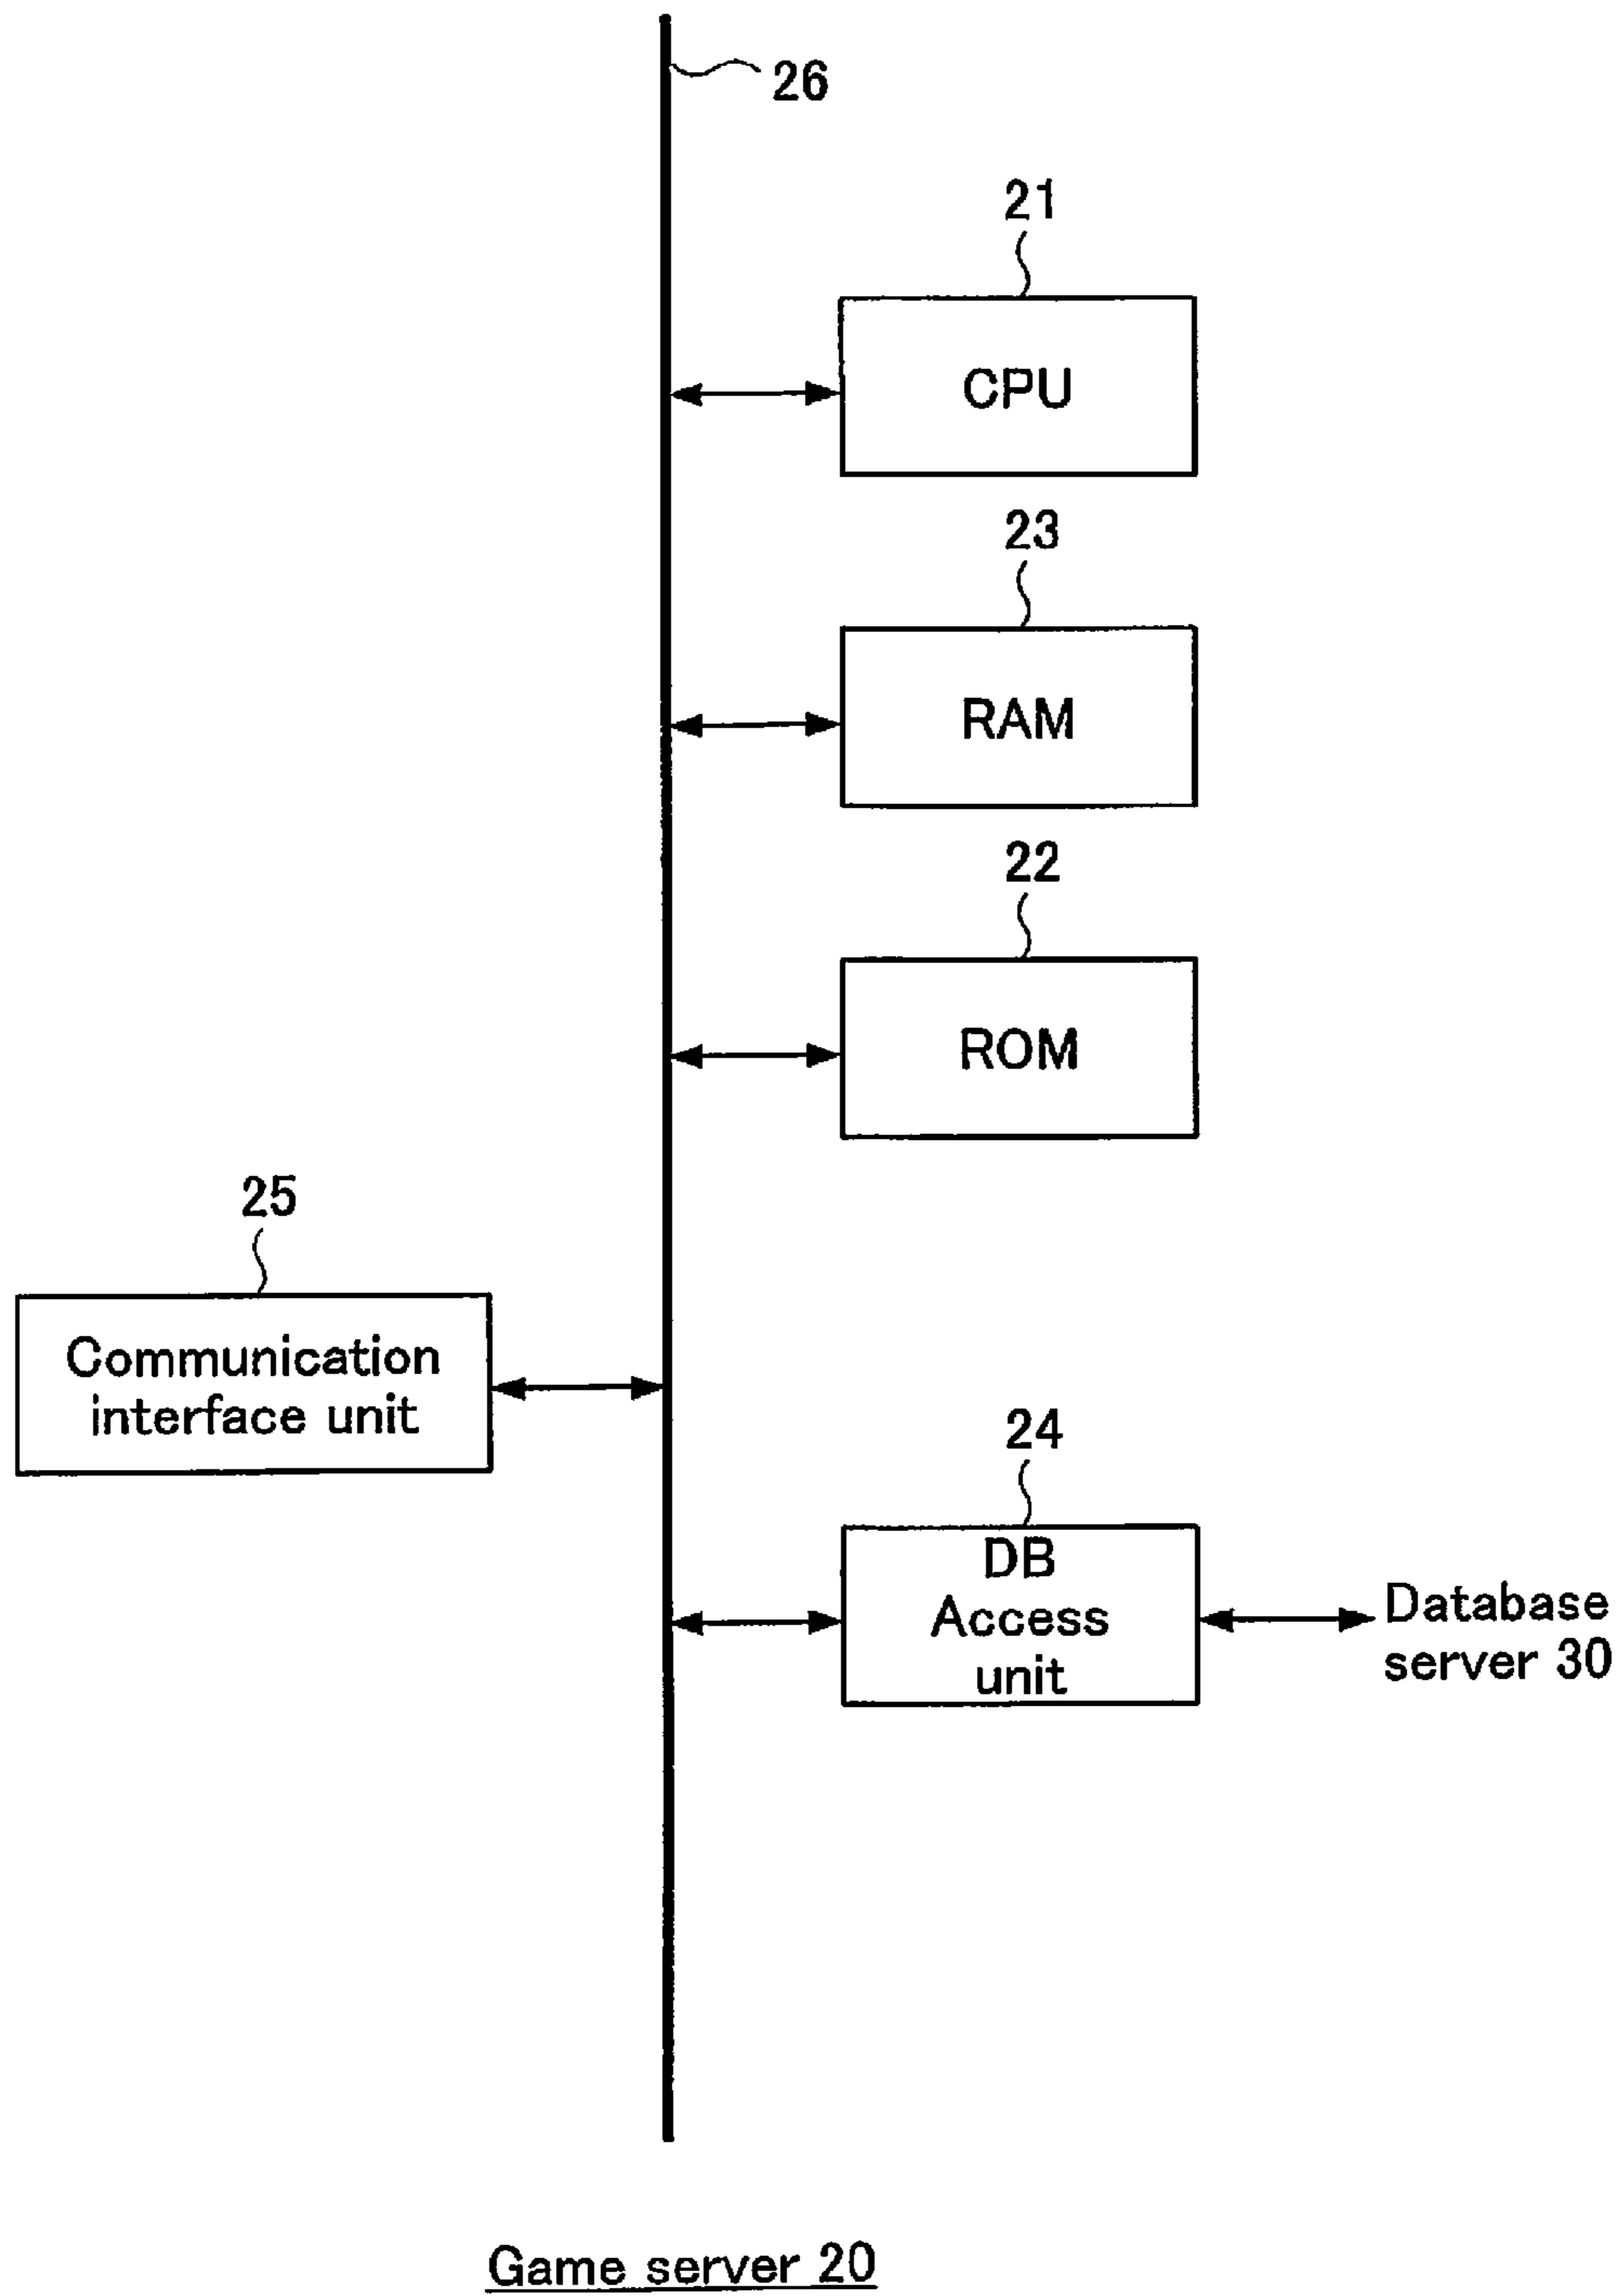 26
21
CPU
23
RAM
22
ROM
25
Communication
interface unit
24
DB
Access
unit
Database
server 30
Game server 20